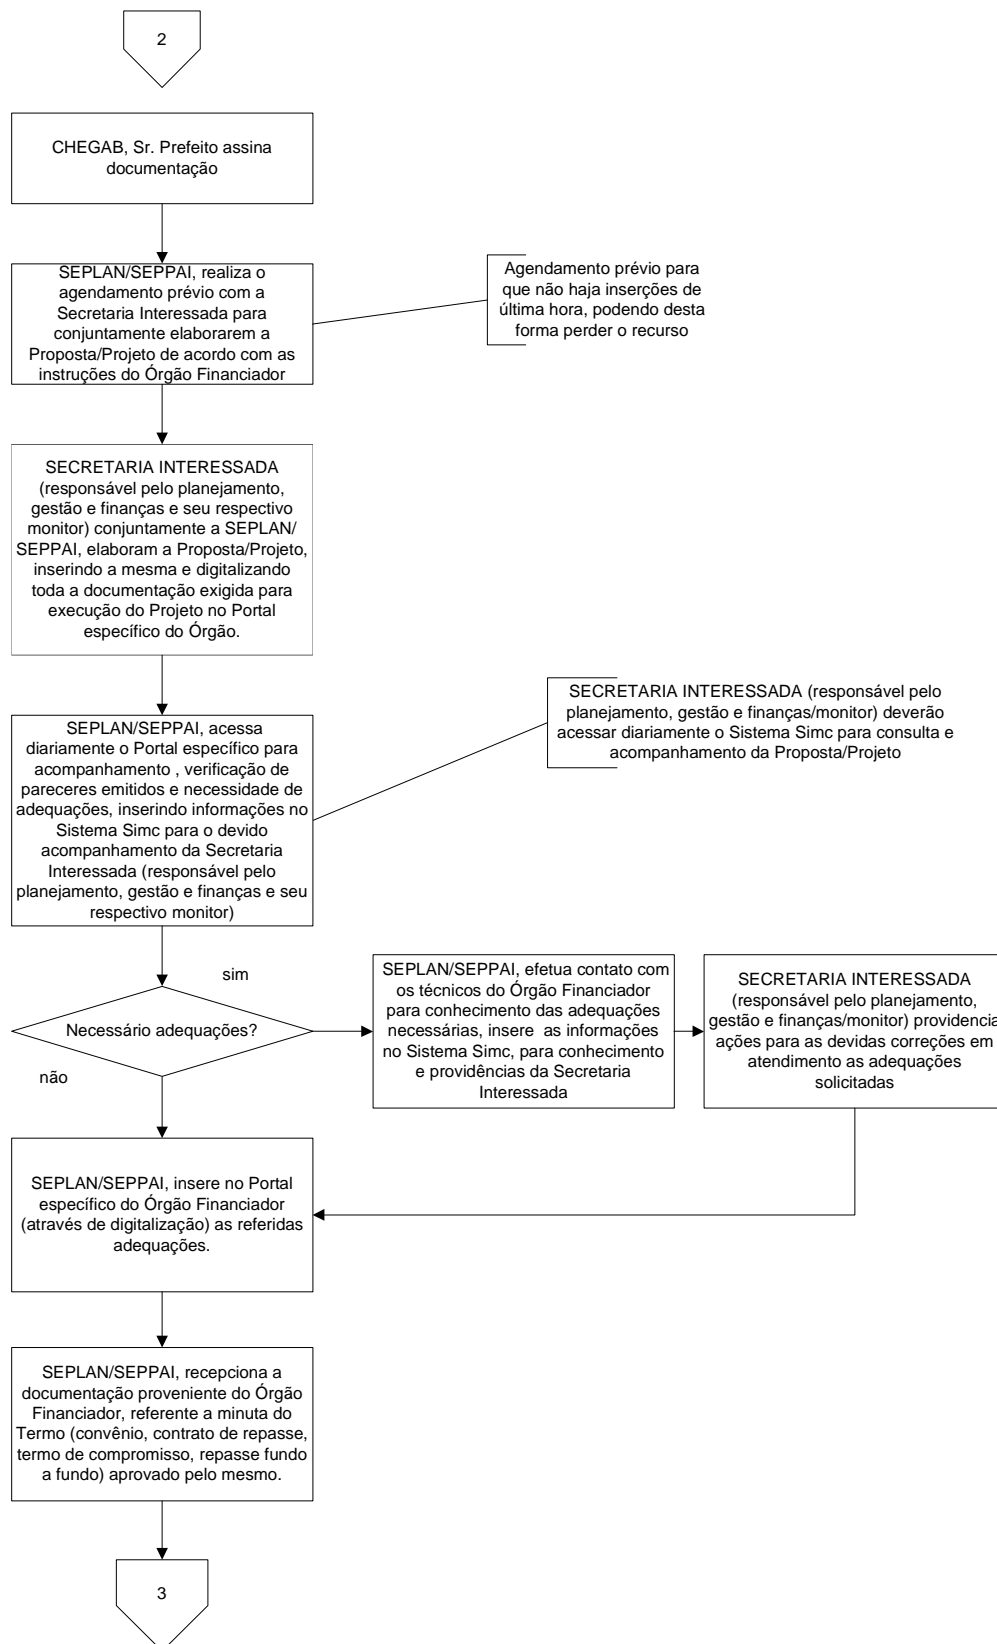 2
CHEGAB, Sr. Prefeito assina
documentação
SEPLAN/SEPPAI, realiza o
agendamento prévio com a
Secretaria Interessada para
conjuntamente elaborarem a
Proposta/Projeto de acordo com as
instruções do Órgão Financiador
Agendamento prévio para
que não haja inserções de
última hora, podendo desta
forma perder o recurso
SECRETARIA INTERESSADA
(responsável pelo planejamento,
gestão e finanças e seu respectivo
monitor) conjuntamente a SEPLAN/
SEPPAI, elaboram a Proposta/Projeto,
inserindo a mesma e digitalizando
toda a documentação exigida para
execução do Projeto no Portal
específico do Órgão.
SEPLAN/SEPPAI, acessa
diariamente o Portal específico para
acompanhamento , verificação de
pareceres emitidos e necessidade de
adequações, inserindo informações no
Sistema Simc para o devido
acompanhamento da Secretaria
Interessada (responsável pelo
planejamento, gestão e finanças e seu
respectivo monitor)
SECRETARIA INTERESSADA (responsável pelo
planejamento, gestão e finanças/monitor) deverão
acessar diariamente o Sistema Simc para consulta e
acompanhamento da Proposta/Projeto
sim
Necessário adequações?
não
SEPLAN/SEPPAI, efetua contato com
os técnicos do Órgão Financiador
para conhecimento das adequações
necessárias, insere as informações
no Sistema Simc, para conhecimento
e providências da Secretaria
Interessada
SECRETARIA INTERESSADA
(responsável pelo planejamento,
gestão e finanças/monitor) providencia
ações para as devidas correções em
atendimento as adequações
solicitadas
SEPLAN/SEPPAI, insere no Portal
específico do Órgão Financiador
(através de digitalização) as referidas
adequações.
SEPLAN/SEPPAI, recepciona a
documentação proveniente do Órgão
Financiador, referente a minuta do
Termo (convênio, contrato de repasse,
termo de compromisso, repasse fundo
a fundo) aprovado pelo mesmo.
3